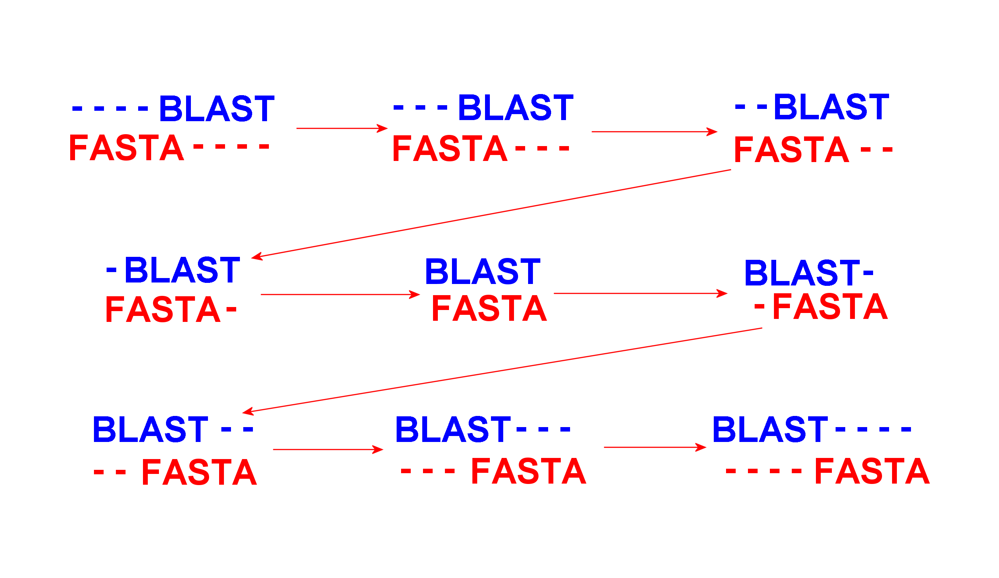 - - - - BLAST
FASTA - - - -
- - - BLAST
FASTA - - -
- - BLAST
FASTA - -
- BLAST
FASTA -
BLAST
FASTA
BLAST -
- FASTA
BLAST - -
- - FASTA
BLAST - - -
- - - FASTA
BLAST - - - -
- - - - FASTA